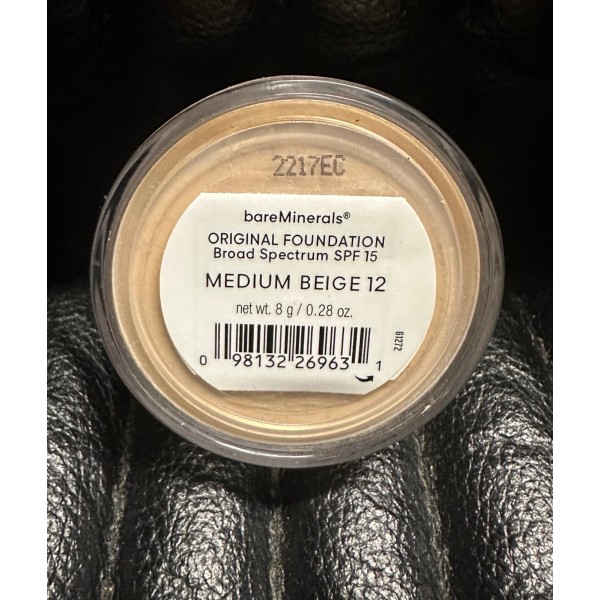 2217EC
bareMinerals®
ORIGINAL FOUNDATION
Broad Spectrum SPF 15
MEDIUM BEIGE 12
net wt. 8 g / 0.28 oz.
61272
0 98132 26963 1